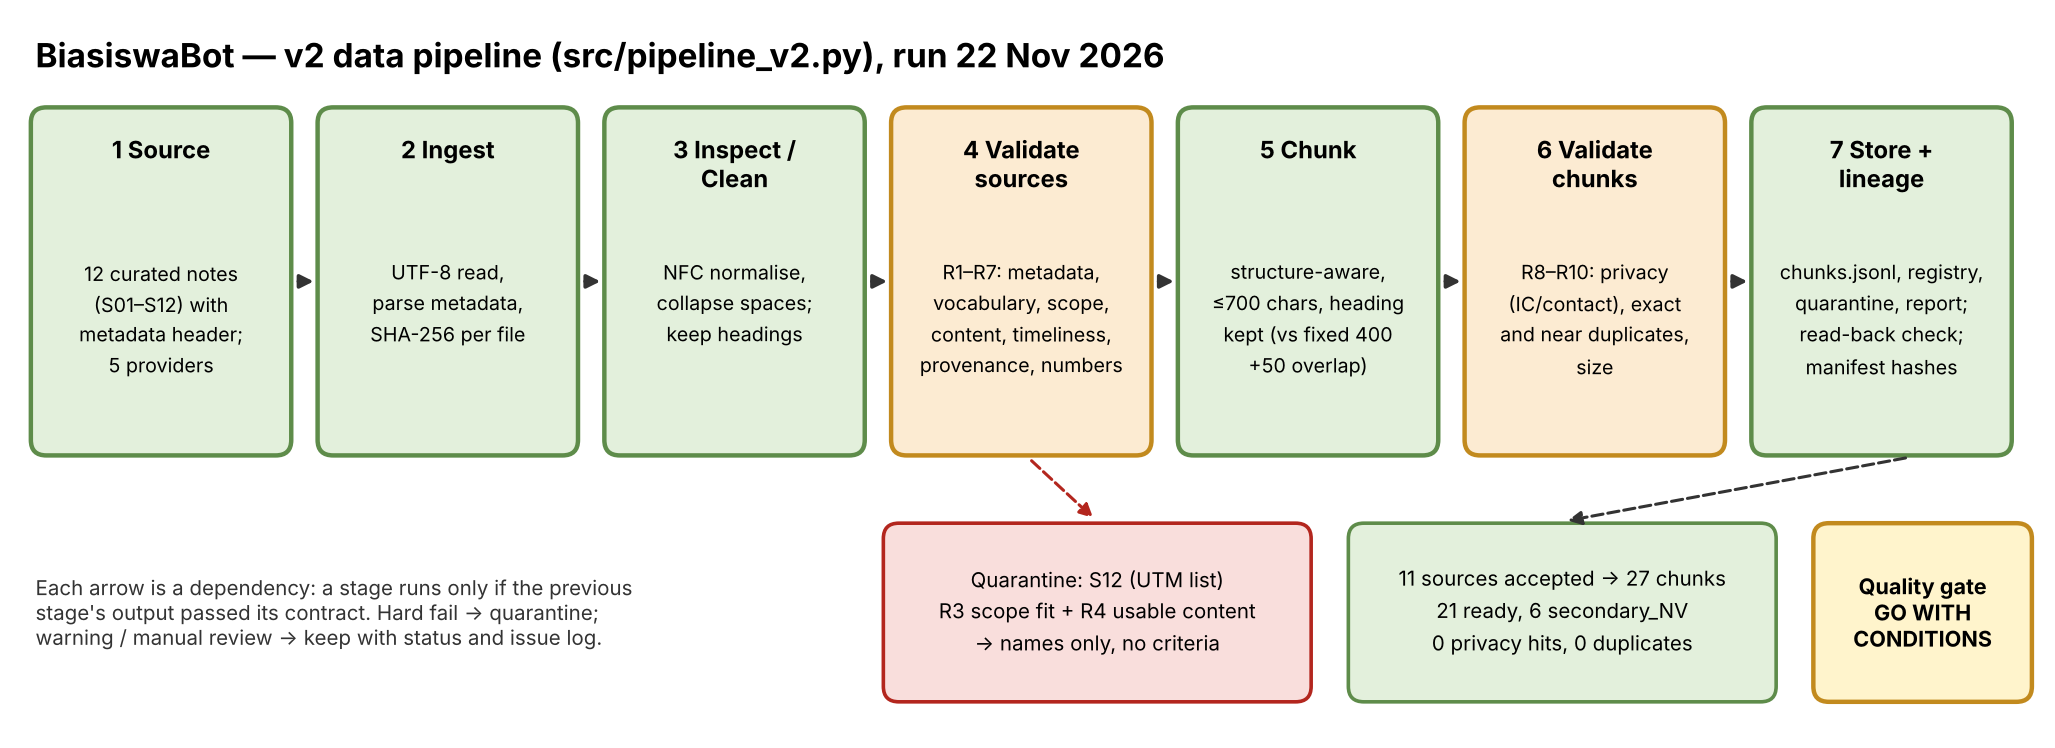 BiasiswaBot — v2 data pipeline (src/pipeline_v2.py), run 22 Nov 2026
1 Source
12 curated notes
(S01–S12) with
metadata header;
5 providers
2 Ingest
UTF-8 read,
parse metadata,
SHA-256 per file
3 Inspect /
Clean
NFC normalise,
collapse spaces;
keep headings
4 Validate
sources
R1–R7: metadata,
vocabulary, scope,
content, timeliness,
provenance, numbers
5 Chunk
structure-aware,
≤700 chars, heading
kept (vs fixed 400
+50 overlap)
6 Validate
chunks
R8–R10: privacy
(IC/contact), exact
and near duplicates,
size
7 Store +
lineage
chunks.jsonl, registry,
quarantine, report;
read-back check;
manifest hashes
Each arrow is a dependency: a stage runs only if the previous
stage's output passed its contract. Hard fail → quarantine;
warning / manual review → keep with status and issue log.
Quarantine: S12 (UTM list)
R3 scope fit + R4 usable content
→ names only, no criteria
11 sources accepted → 27 chunks
21 ready, 6 secondary_NV
0 privacy hits, 0 duplicates
Quality gate
GO WITH
CONDITIONS